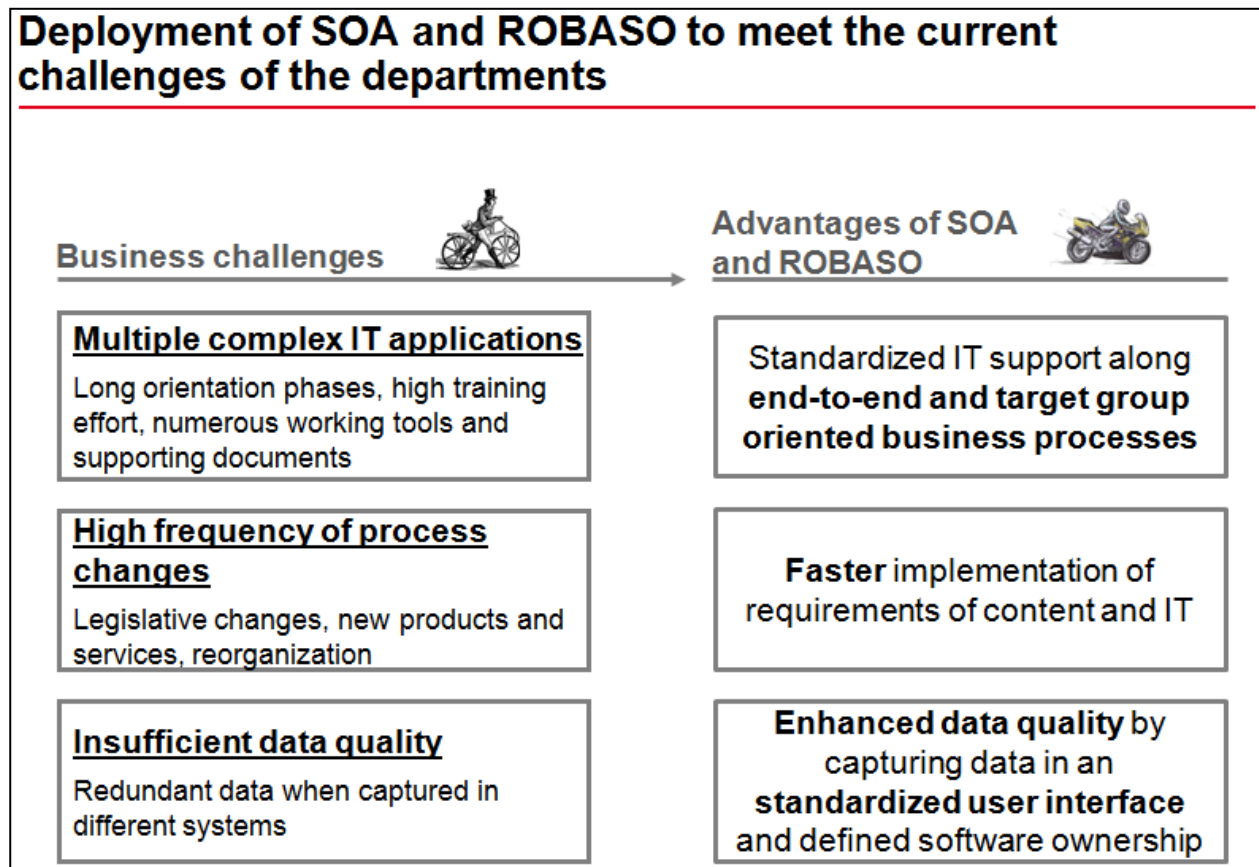 Deployment of SOA and ROBASO to meet the current
challenges of the departments
Business challenges
Advantages of SOA
and ROBASO
Multiple complex IT applications
Long orientation phases, high training
effort, numerous working tools and
supporting documents
Standardized IT support along
end-to-end and target group
oriented business processes
High frequency of process
changes
Legislative changes, new products and
services, reorganization
Faster implementation of
requirements of content and IT
Insufficient data quality
Redundant data when captured in
different systems
Enhanced data quality by
capturing data in an
standardized user interface
and defined software ownership